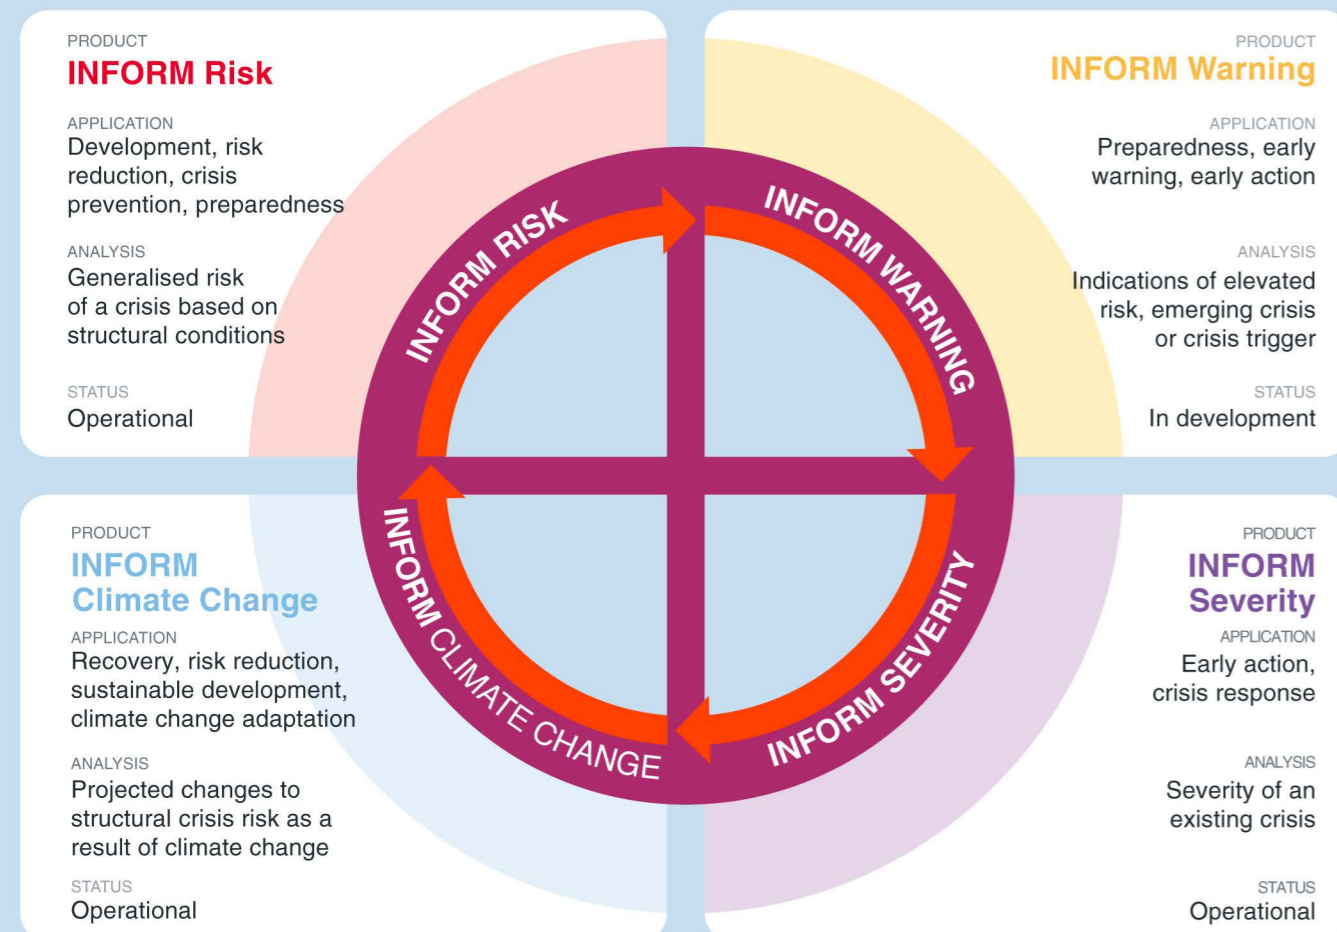 PRODUCT
INFORM Risk
APPLICATION
Development, risk
reduction, crisis
prevention, preparedness
ANALYSIS
Generalised risk
of a crisis based on
structural conditions
STATUS
Operational
PRODUCT
INFORM Warning
APPLICATION
Preparedness, early
warning, early action
ANALYSIS
Indications of elevated
risk, emerging crisis
or crisis trigger
STATUS
In development
INFORM RISK
INFORM WARNING
INFORM CLIMATE CHANGE
INFORM SEVERITY
PRODUCT
INFORM
Climate Change
APPLICATION
Recovery, risk reduction,
sustainable development,
climate change adaptation
ANALYSIS
Projected changes to
structural crisis risk as a
result of climate change
STATUS
Operational
PRODUCT
INFORM
Severity
APPLICATION
Early action,
crisis response
ANALYSIS
Severity of an
existing crisis
STATUS
Operational